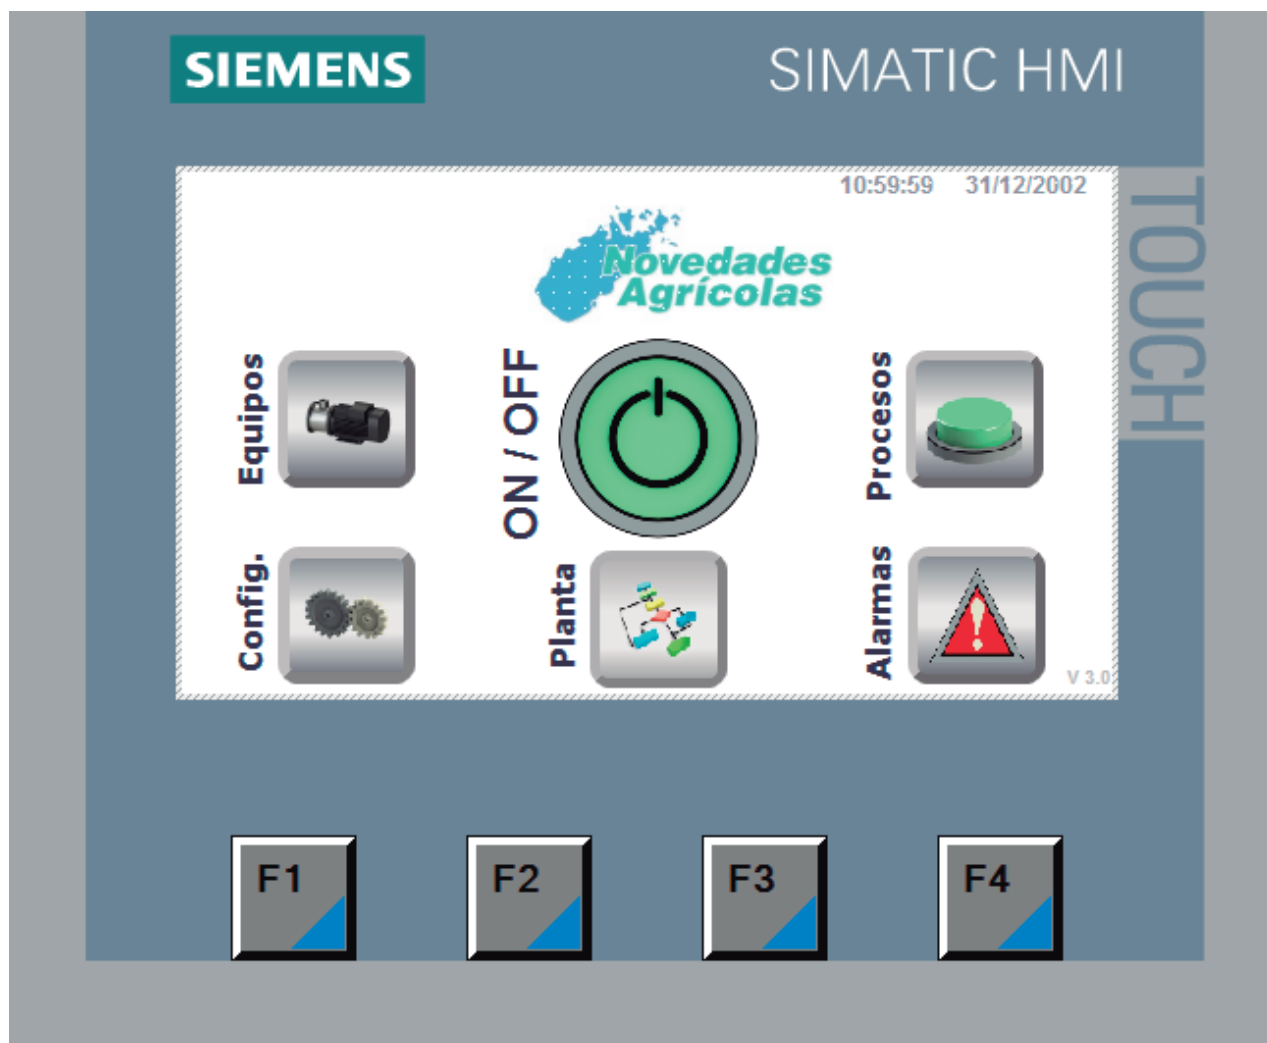 SIEMENS
SIMATIC HMI
TOUCH
10:59:59 31/12/2002
Novedades
Agrícolas
Equipos
ON / OFF
Procesos
Config.
Planta
Alarmas
V 3.0
F1
F2
F3
F4